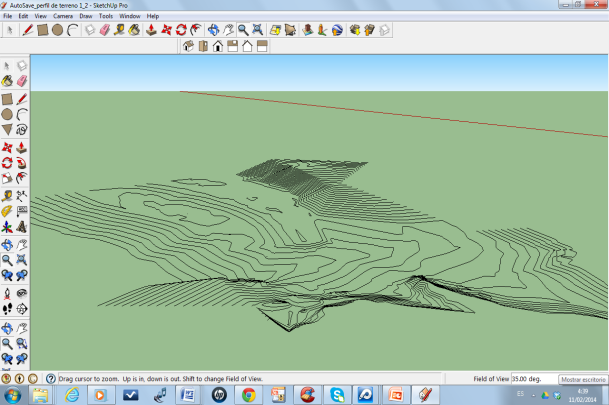 AutoSave_perfil de terreno 1_2 - SketchUp Pro
File Edit View Camera Draw Tools Window Help
Drag cursor to zoom. Up is in, down is out. Shift to change Field of View.
Field of View 35.00 deg.
Mostrar escritorio
ES
4:39
11/02/2014